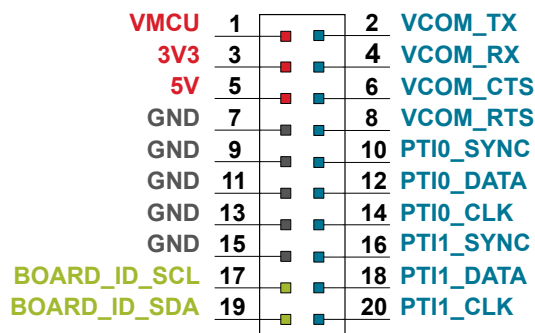 VMCU 1 2 VCOM_TX
3V3 3 4 VCOM_RX
5V 5 6 VCOM_CTS
GND 7 8 VCOM_RTS
GND 9 10 PTI0_SYNC
GND 11 12 PTI0_DATA
GND 13 14 PTI0_CLK
GND 15 16 PTI1_SYNC
BOARD_ID_SCL 17 18 PTI1_DATA
BOARD_ID_SDA 19 20 PTI1_CLK